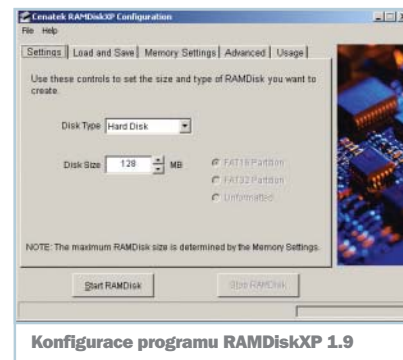 Cenatek RAMDiskXP Configuration
File Help
Settings Load and Save Memory Settings Advanced Usage
Use these controls to set the size and type of RAMDisk you want to
create.
Disk Type Hard Disk
Disk Size 128 MB
FAT16 Partition
FAT32 Partition
Unformatted
NOTE: The maximum RAMDisk size is determined by the Memory Settings.
Start RAMDisk Stop RAMDisk
Konfigurace programu RAMDiskXP 1.9